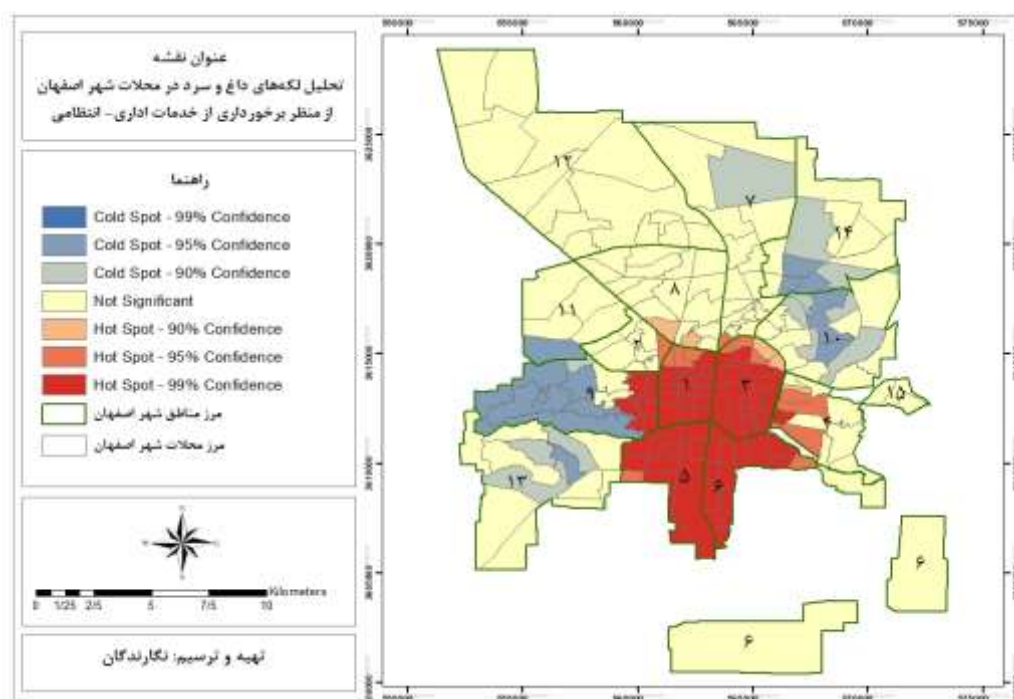 عنوان نقشه
تحلیل لکه‌های داغ و سرد در محلات شهر اصفهان
از منظر برخورداری از خدمات اداری- انتظامی
راهنما
Cold Spot - 99% Confidence
Cold Spot - 95% Confidence
Cold Spot - 90% Confidence
Not Significant
Hot Spot - 90% Confidence
Hot Spot - 95% Confidence
Hot Spot - 99% Confidence
مرز مناطق شهر اصفهان
مرز محلات شهر اصفهان
Kilometers
0 1/25 2/5 5 7/5 10
تهیه و ترسیم: نگارندگان
۱۲
۷
۱۴
۸
۱۱
۲
۱۰
۱
۳
۹
۱۵
۴
۱۳
۵
۶
۶
۶